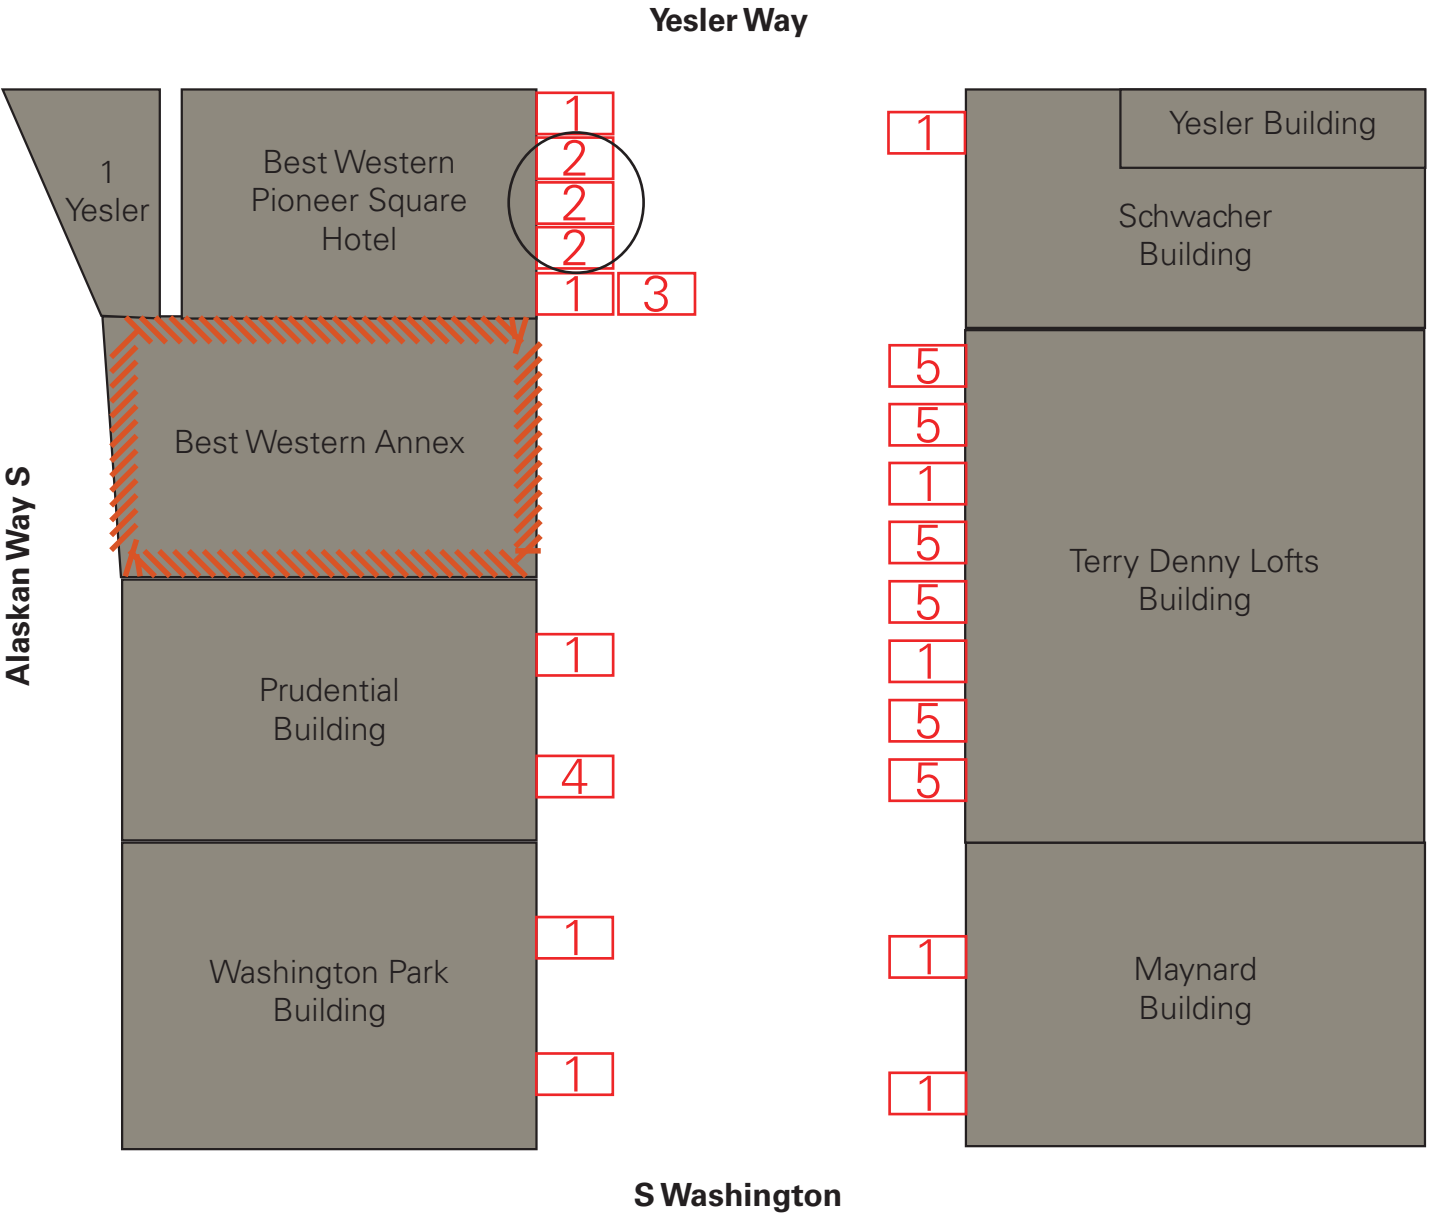 Yesler Way
1
Yesler
Best Western
Pioneer Square
Hotel
1
2
2
2
1 3
1
Yesler Building
Schwacher
Building
Best Western Annex
Alaskan Way S
5
5
1
5
5
1
5
5
Terry Denny Lofts
Building
Prudential
Building
1
4
Washington Park
Building
1
1
1
1
Maynard
Building
S Washington